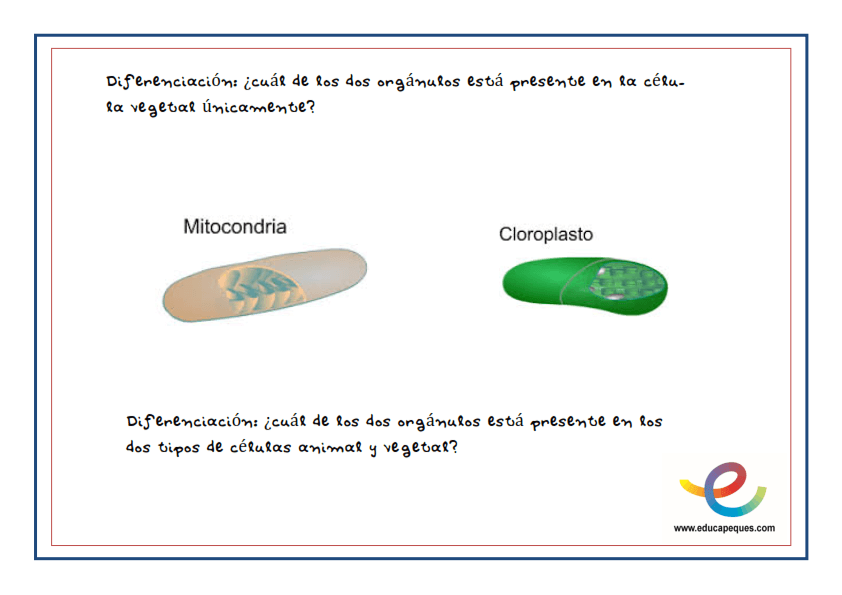 Diferenciación: ¿cuál de los dos orgánulos está presente en la célu-
la vegetal únicamente?
Mitocondria
Cloroplasto
Diferenciación: ¿cuál de los dos orgánulos está presente en los
dos tipos de células animal y vegetal?
www.educapeques.com